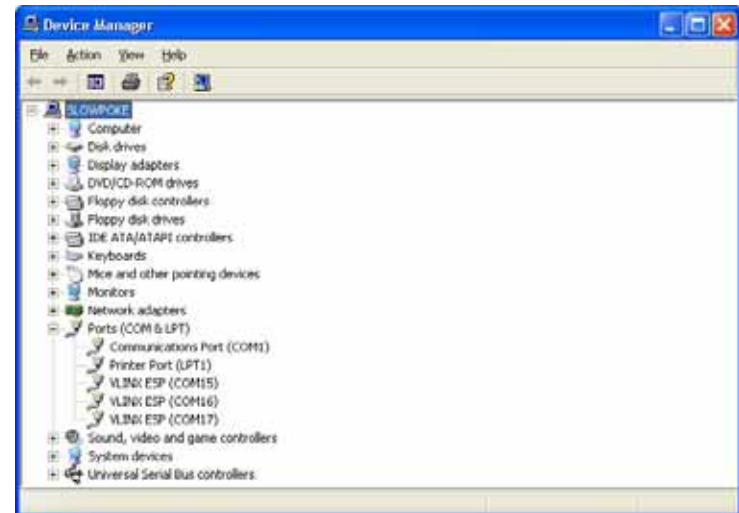 Device Manager
File Action View Help
SLOWPOKE
Computer
Disk drives
Display adapters
DVD/CD-ROM drives
Floppy disk controllers
Floppy disk drives
IDE ATA/ATAPI controllers
Keyboards
Mice and other pointing devices
Monitors
Network adapters
Ports (COM & LPT)
Communications Port (COM1)
Printer Port (LPT1)
VLINX ESP (COM15)
VLINX ESP (COM16)
VLINX ESP (COM17)
Sound, video and game controllers
System devices
Universal Serial Bus controllers